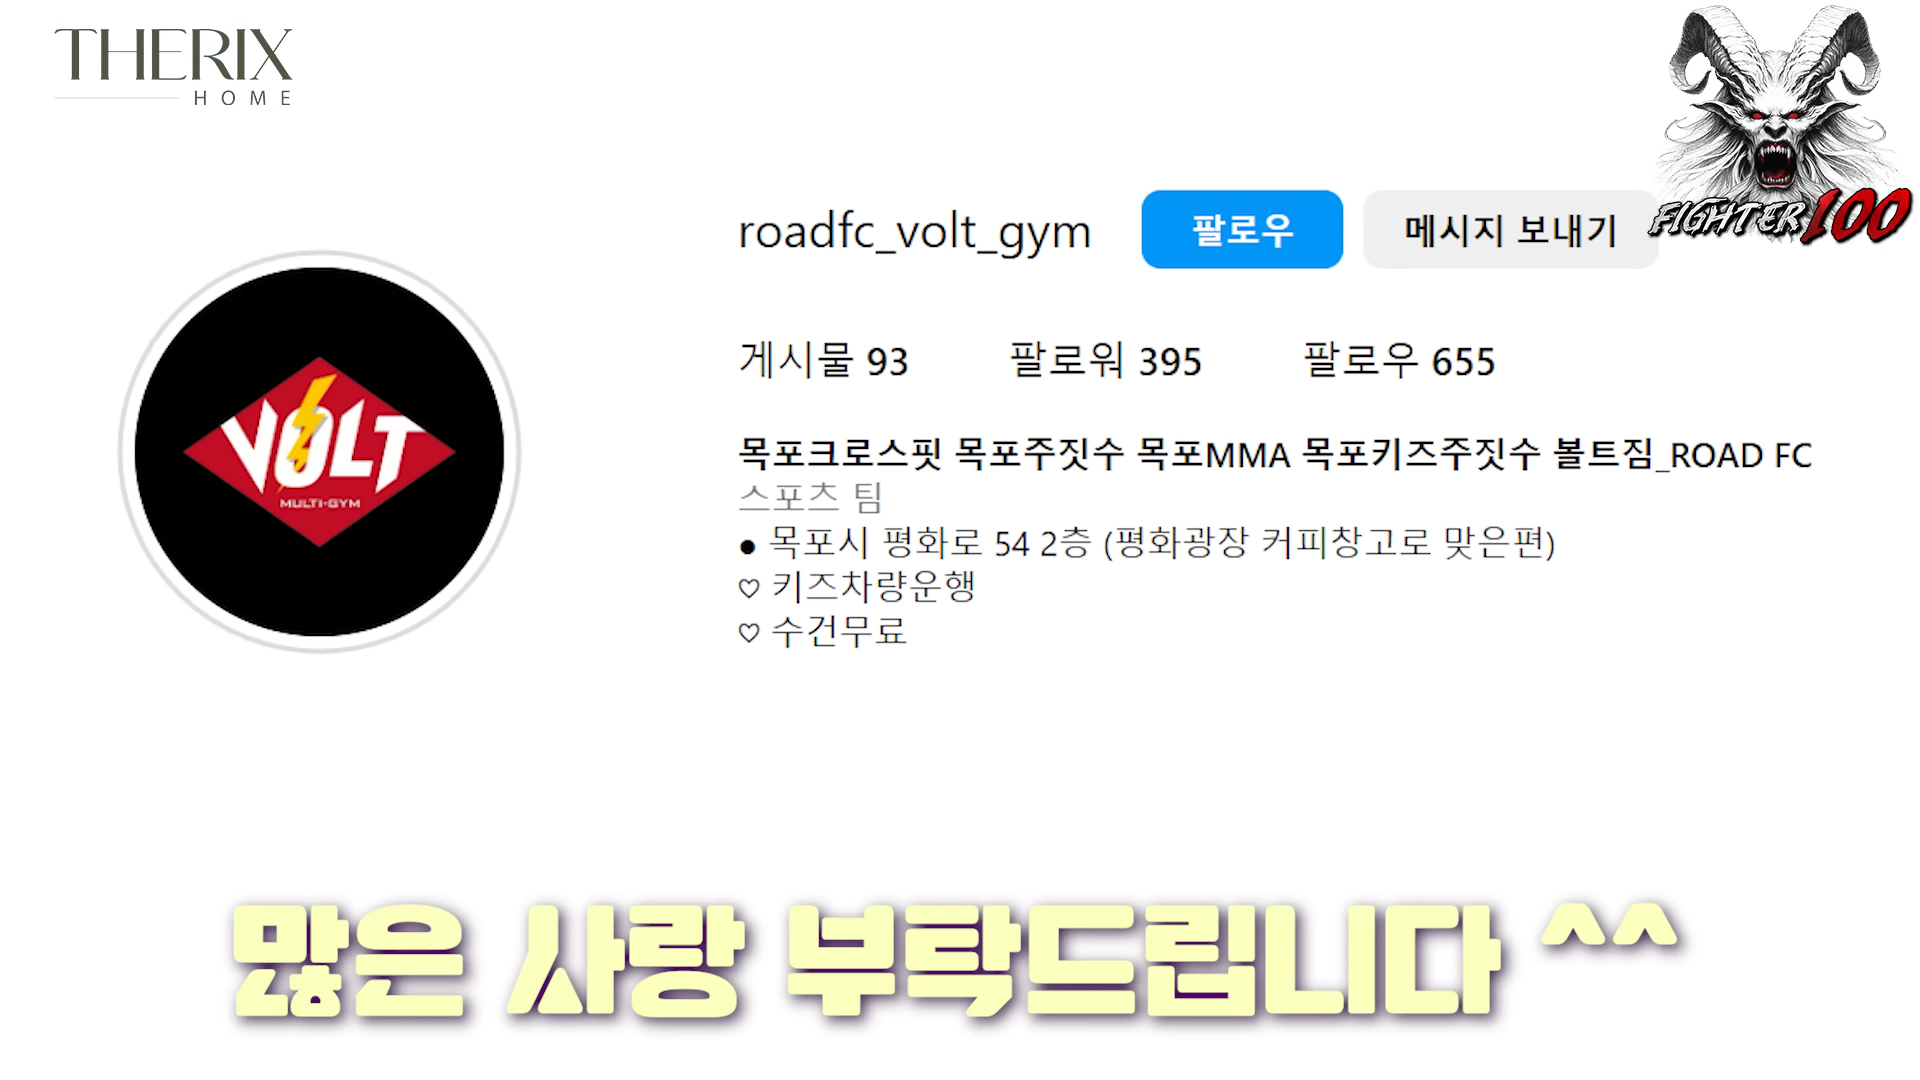 THERIX
HOME
FIGHTER100
roadfc_volt_gym 팔로우 메시지 보내기
게시물 93 팔로워 395 팔로우 655
VOLT
MULTI-GYM
목포크로스핏 목포주짓수 목포MMA 목포키즈주짓수 볼트짐_ROAD FC
스포츠 팀
● 목포시 평화로 54 2층 (평화광장 커피창고로 맞은편)
♡ 키즈차량운행
♡ 수건무료
많은 사랑 부탁드립니다 ^^